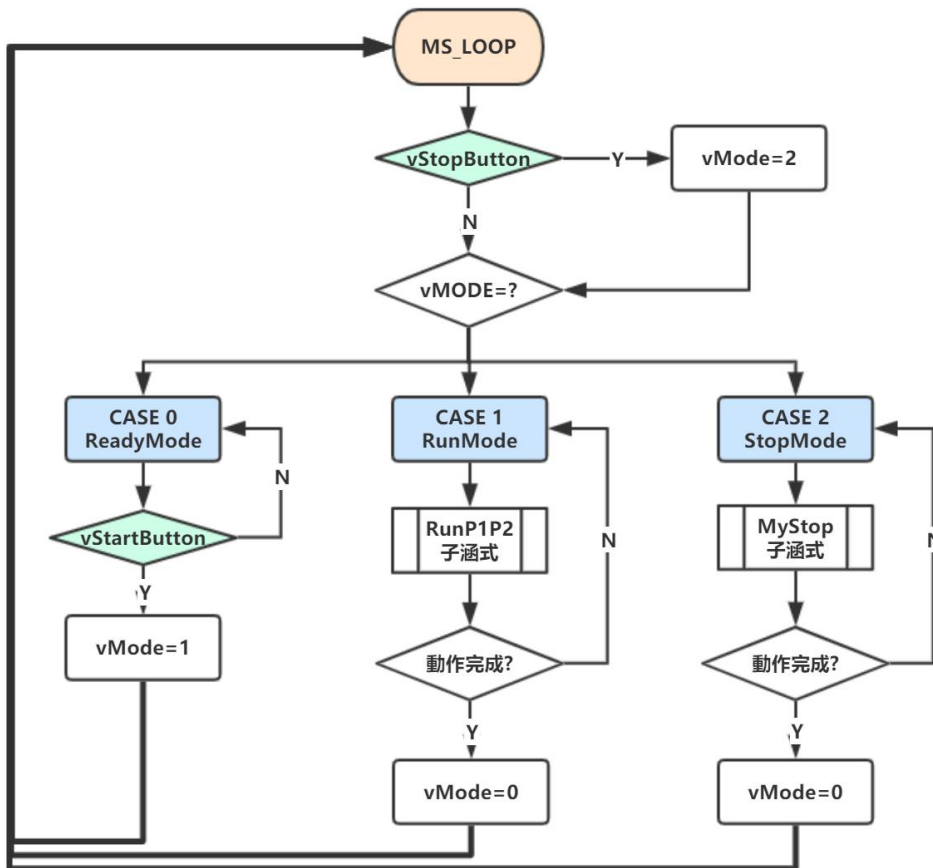 MS_LOOP
vStopButton
Y
vMode=2
N
vMODE=?
CASE 0
ReadyMode
N
vStartButton
Y
vMode=1
CASE 1
RunMode
RunP1P2
子涵式
N
動作完成?
Y
vMode=0
CASE 2
StopMode
MyStop
子涵式
N
動作完成?
Y
vMode=0